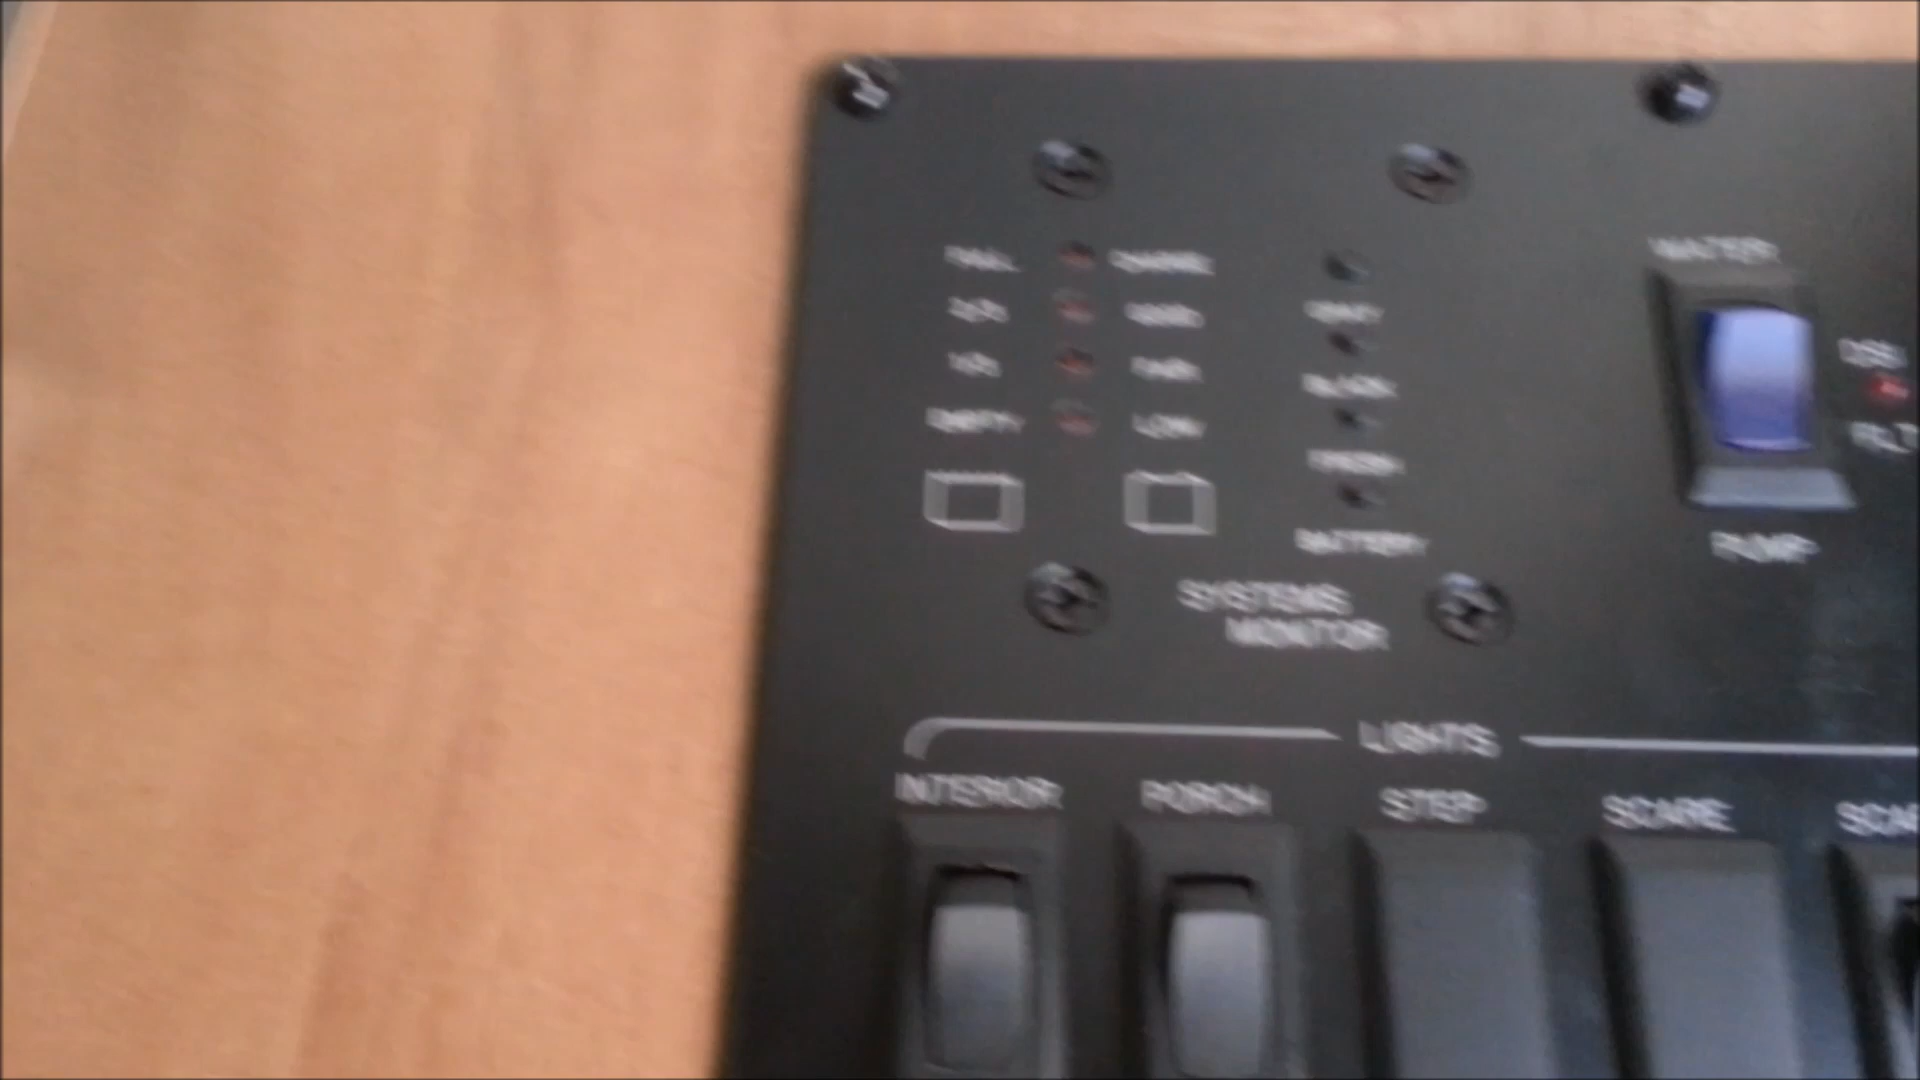 FULL CHARGE
2/3 GOOD
1/3 FAIR
EMPTY LOW
GREY
BLACK
FRESH
BATTERY
SYSTEMS
MONITOR
WATER
PUMP
LIGHTS
INTERIOR PORCH STEP SCARE